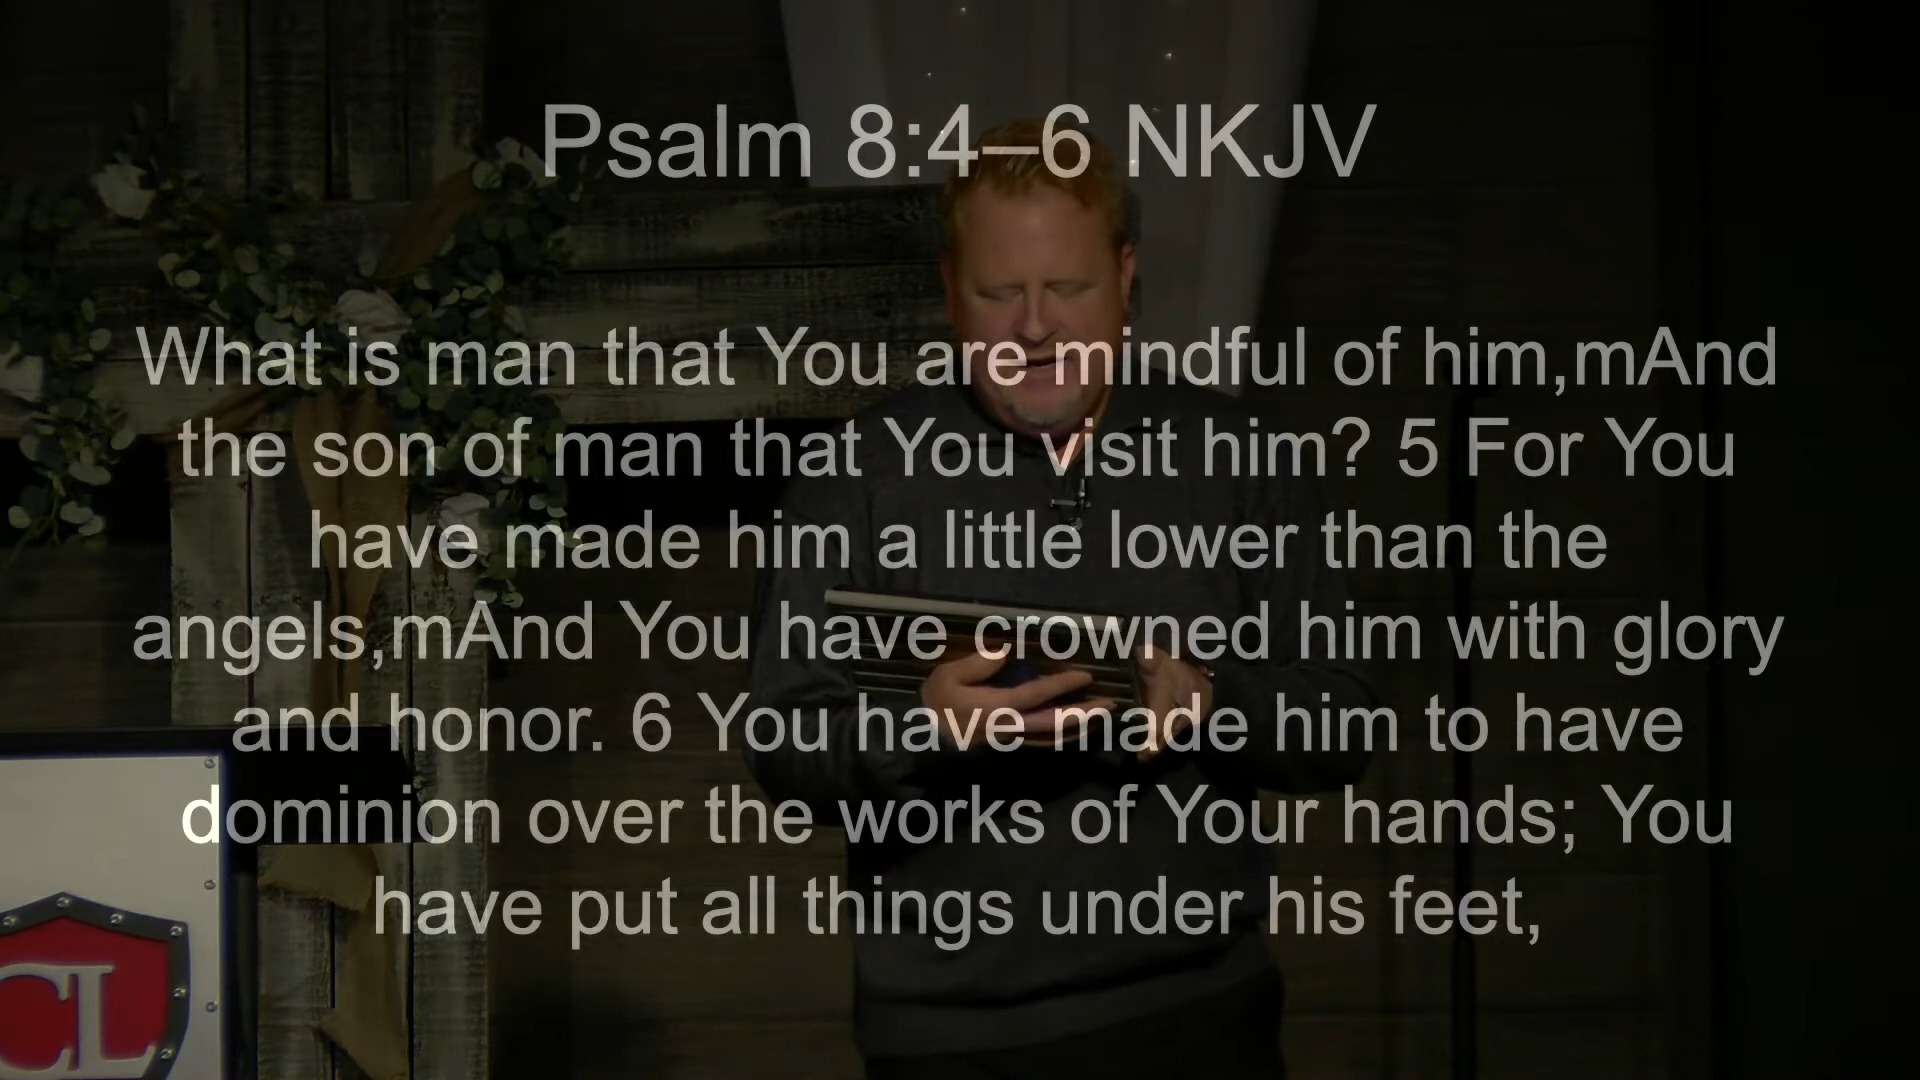 Psalm 8:4–6 NKJV
What is man that You are mindful of him,mAnd
the son of man that You visit him? 5 For You
have made him a little lower than the
angels,mAnd You have crowned him with glory
and honor. 6 You have made him to have
dominion over the works of Your hands; You
have put all things under his feet,
CL